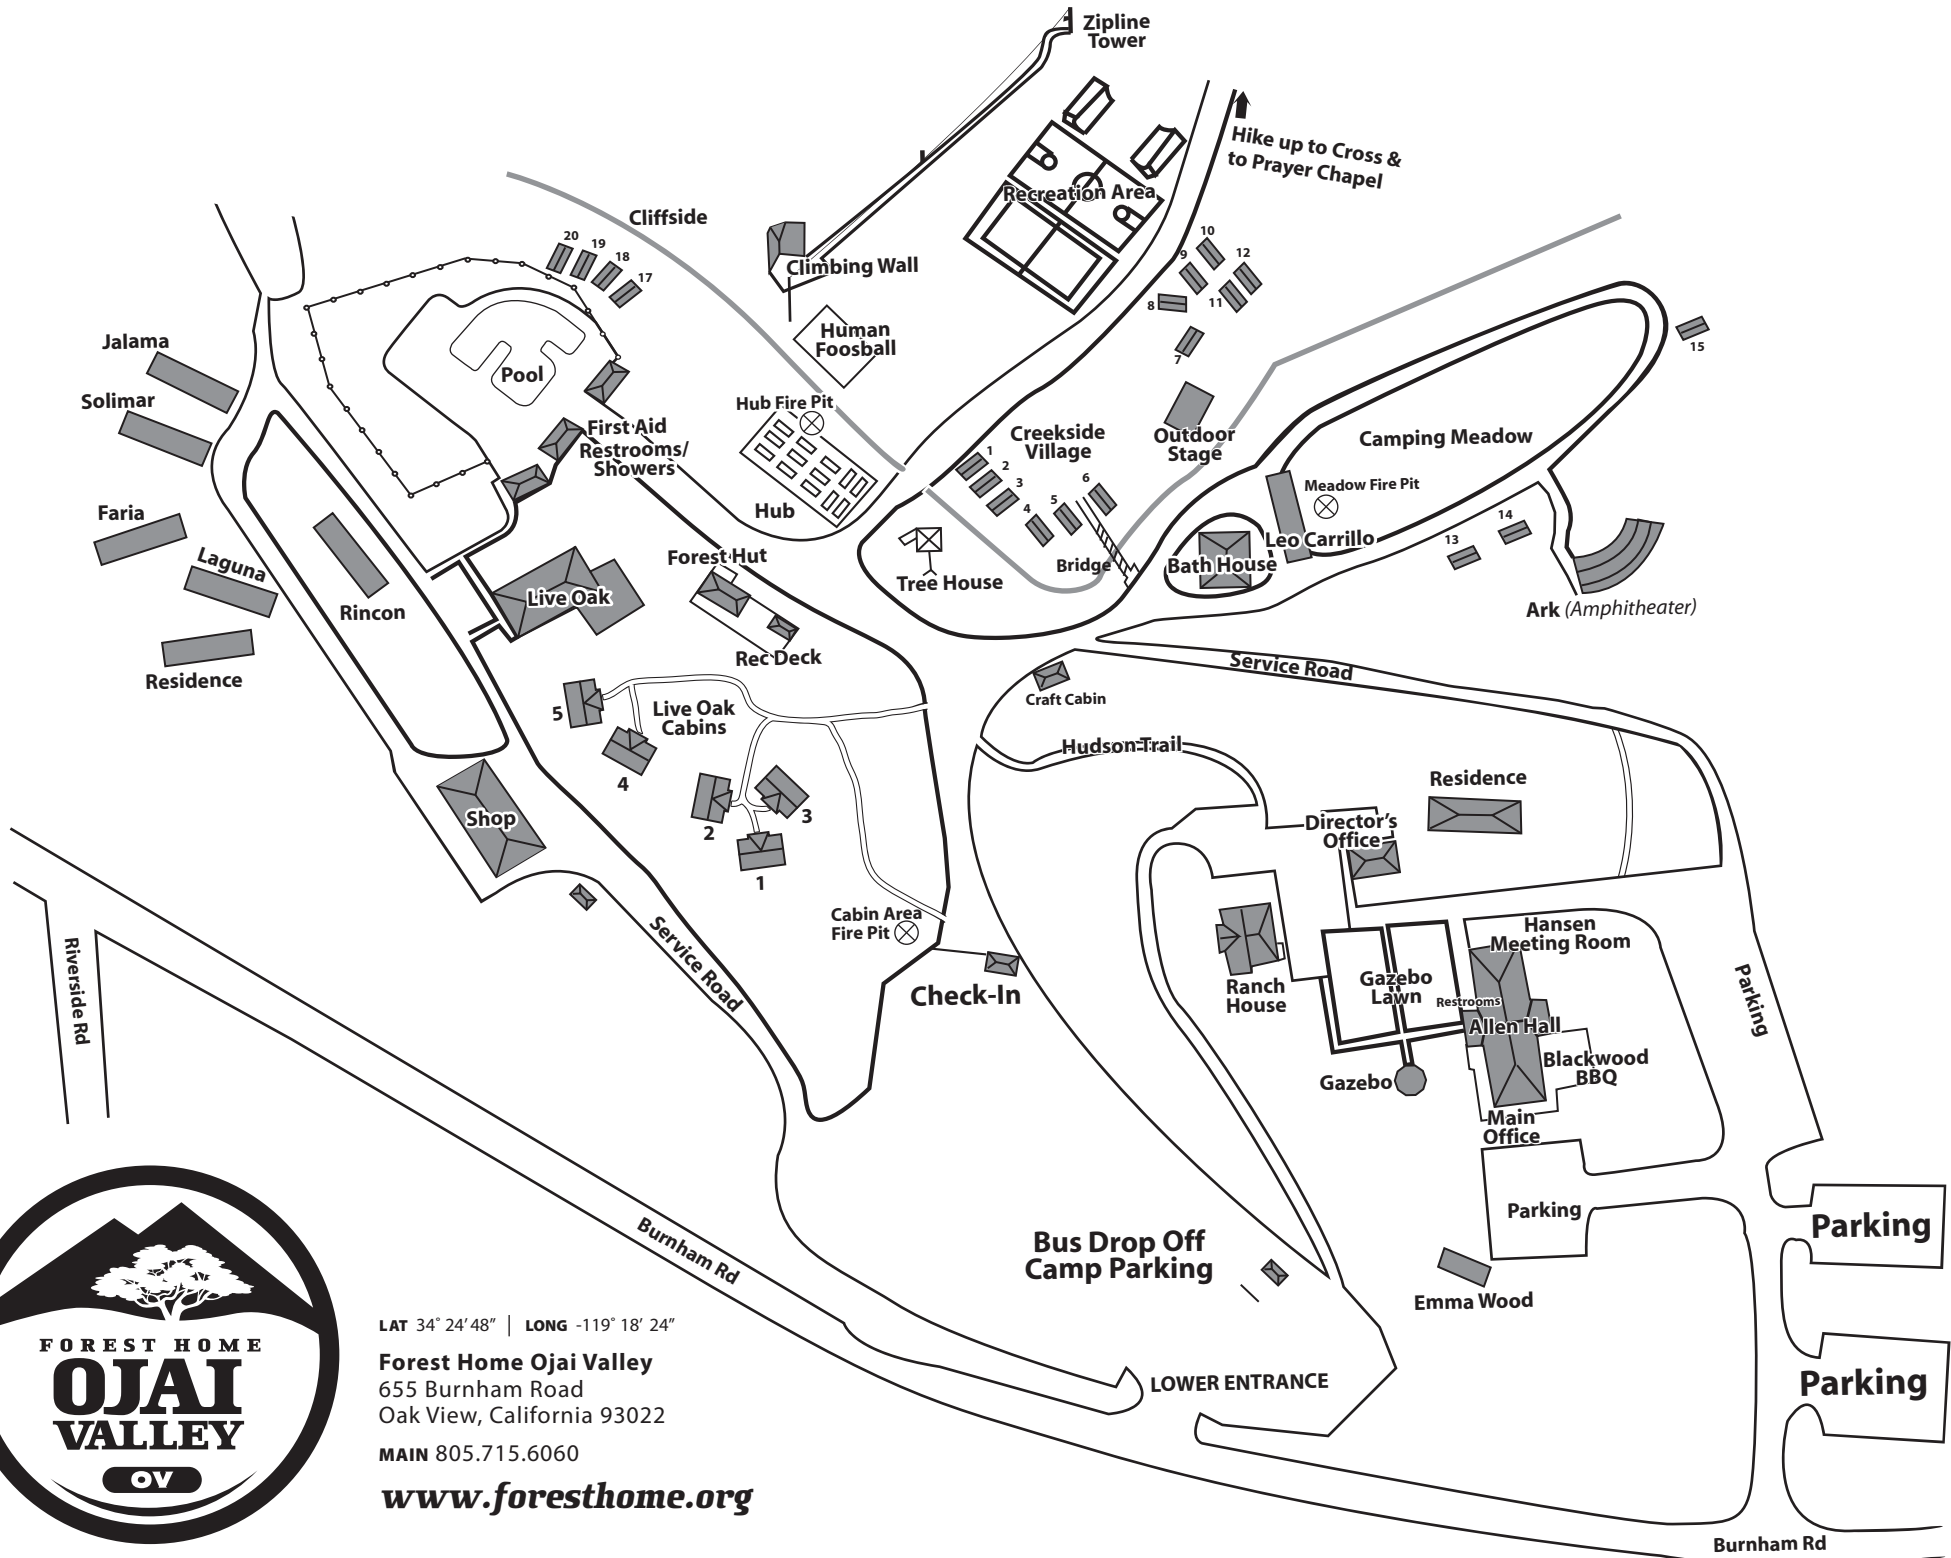 Zipline
Tower
Hike up to Cross &
to Prayer Chapel
Recreation Area
Cliffside
20
19
18
17
Climbing Wall
10
9
12
8
11
7
Human
Foosball
15
Jalama
Solimar
Pool
Hub Fire Pit
First Aid
Restrooms/
Showers
Creekside
Village
Outdoor
Stage
Camping Meadow
1
2
3
4
5
6
Meadow Fire Pit
Hub
Faria
Laguna
Rincon
Live Oak
Forest Hut
Tree House
Bridge
Bath House
Leo Carrillo
13
14
Ark (Amphitheater)
Residence
Rec Deck
Service Road
Craft Cabin
5
Live Oak
Cabins
4
2
3
1
Hudson Trail
Residence
Director's
Office
Shop
Cabin Area
Fire Pit
Service Road
Check-In
Ranch
House
Gazebo
Lawn
Hansen
Meeting Room
Restrooms
Allen Hall
Blackwood
BBQ
Gazebo
Main
Office
Parking
Riverside Rd
Parking
Parking
Bus Drop Off
Camp Parking
Burnham Rd
Emma Wood
Parking
LOWER ENTRANCE
Burnham Rd
FOREST HOME
OJAI
VALLEY
OV
LAT 34° 24' 48" | LONG -119° 18' 24"
Forest Home Ojai Valley
655 Burnham Road
Oak View, California 93022
MAIN 805.715.6060
www.foresthome.org